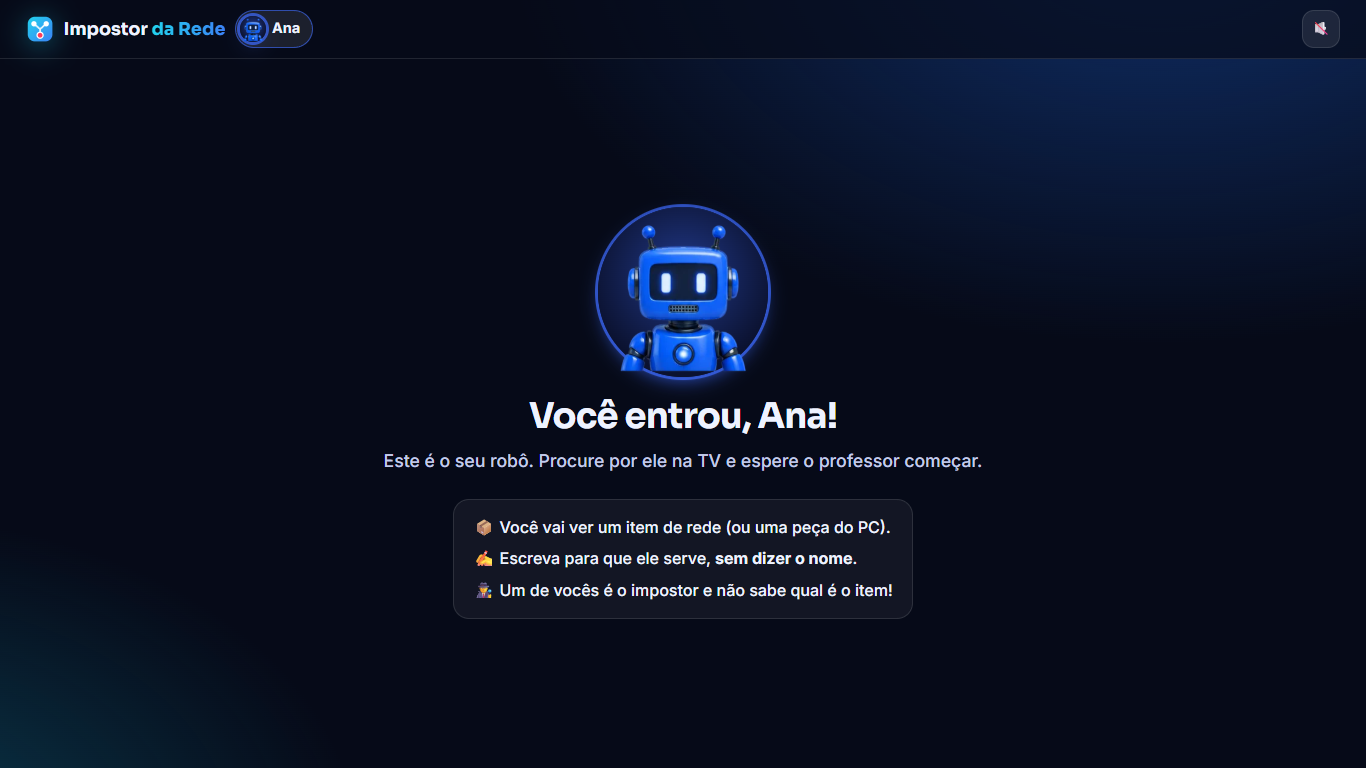 Impostor da Rede
Ana
Você entrou, Ana!
Este é o seu robô. Procure por ele na TV e espere o professor começar.
Você vai ver um item de rede (ou uma peça do PC).
Escreva para que ele serve, sem dizer o nome.
Um de vocês é o impostor e não sabe qual é o item!